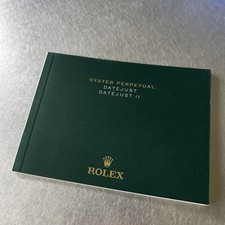 OYSTER PERPETUAL
DATEJUST
DATEJUST II
ROLEX